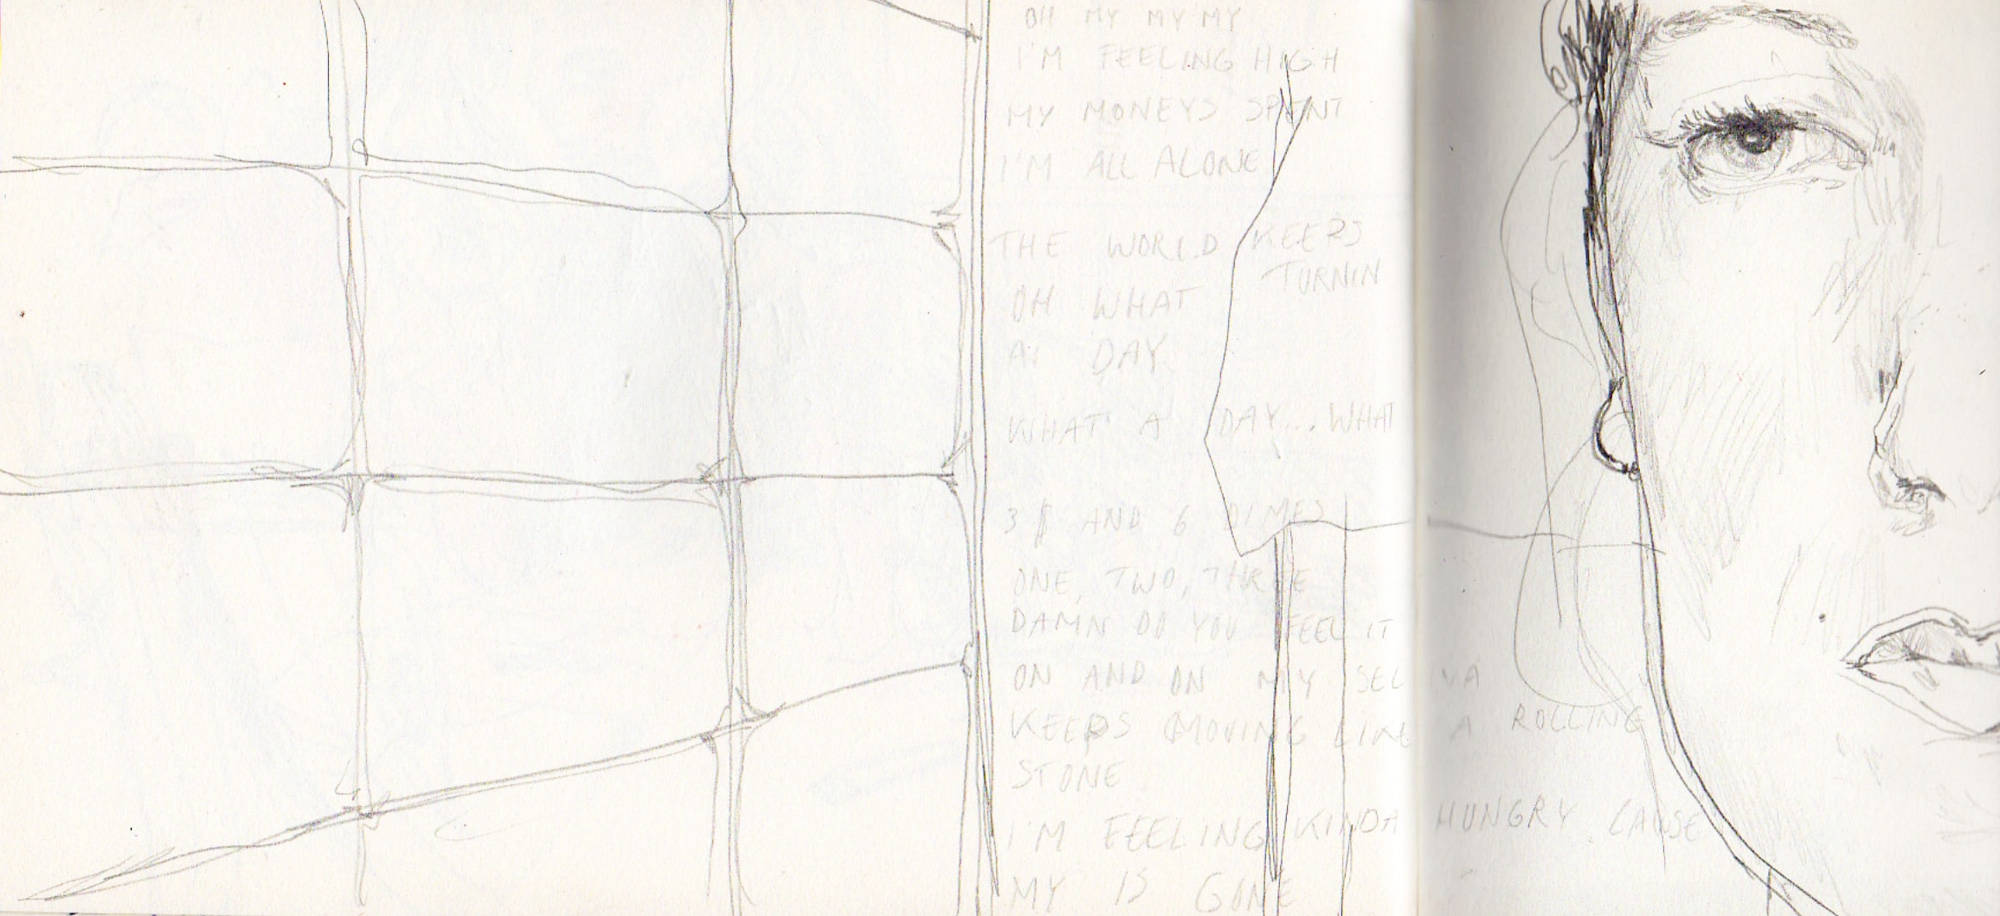 OH MY MY MY
I'M FEELING HIGH
MY MONEYS SPENT
I'M ALL ALONE
THE WORLD KEEPS
TURNIN
OH WHAT
A DAY
WHAT A DAY... WHAT
3 $ AND 6 DIMES
ONE, TWO, THREE
DAMN DO YOU FEEL IT
ON AND ON MY
KEEPS MOVING LIKE A ROLLING
STONE
I'M FEELING KINDA HUNGRY CAUSE
MY IS GONE